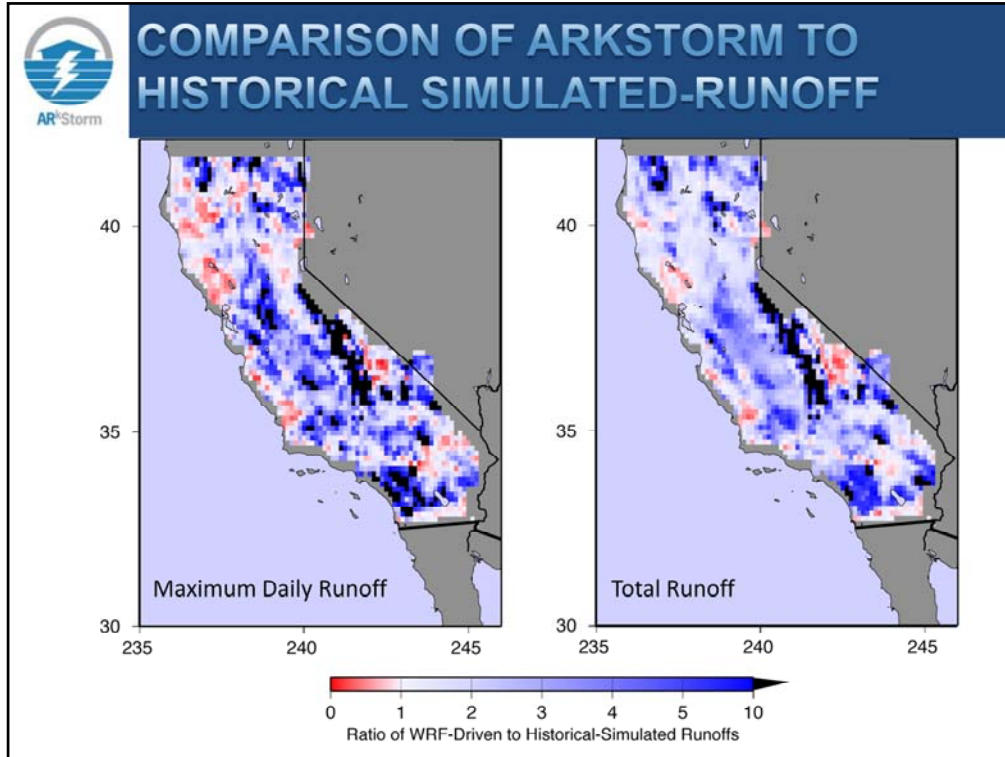 COMPARISON OF ARKSTORM TO
HISTORICAL SIMULATED-RUNOFF
ARkStorm
40
35
30
235
240
245
Maximum Daily Runoff
40
35
30
235
240
245
Total Runoff
0 1 2 3 4 5 10
Ratio of WRF-Driven to Historical-Simulated Runoffs